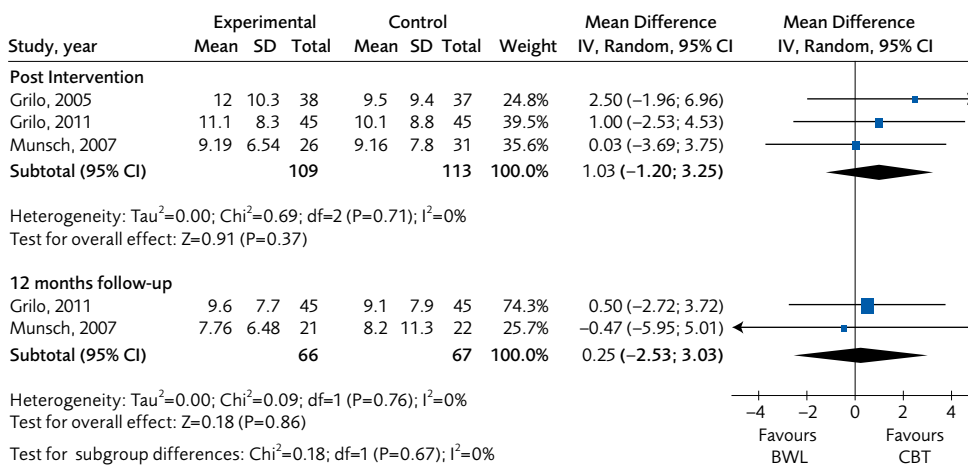 Experimental Control Mean Difference Mean Difference
Study, year Mean SD Total Mean SD Total Weight IV, Random, 95% CI IV, Random, 95% CI
Post Intervention
Grilo, 2005 12 10.3 38 9.5 9.4 37 24.8% 2.50 (−1.96; 6.96)
Grilo, 2011 11.1 8.3 45 10.1 8.8 45 39.5% 1.00 (−2.53; 4.53)
Munsch, 2007 9.19 6.54 26 9.16 7.8 31 35.6% 0.03 (−3.69; 3.75)
Subtotal (95% CI) 109 113 100.0% 1.03 (−1.20; 3.25)
Heterogeneity: Tau²=0.00; Chi²=0.69; df=2 (P=0.71); I²=0%
Test for overall effect: Z=0.91 (P=0.37)
12 months follow-up
Grilo, 2011 9.6 7.7 45 9.1 7.9 45 74.3% 0.50 (−2.72; 3.72)
Munsch, 2007 7.76 6.48 21 8.2 11.3 22 25.7% −0.47 (−5.95; 5.01)
Subtotal (95% CI) 66 67 100.0% 0.25 (−2.53; 3.03)
Heterogeneity: Tau²=0.00; Chi²=0.09; df=1 (P=0.76); I²=0%
Test for overall effect: Z=0.18 (P=0.86)
Test for subgroup differences: Chi²=0.18; df=1 (P=0.67); I²=0%
−4 −2 0 2 4
Favours Favours
BWL CBT